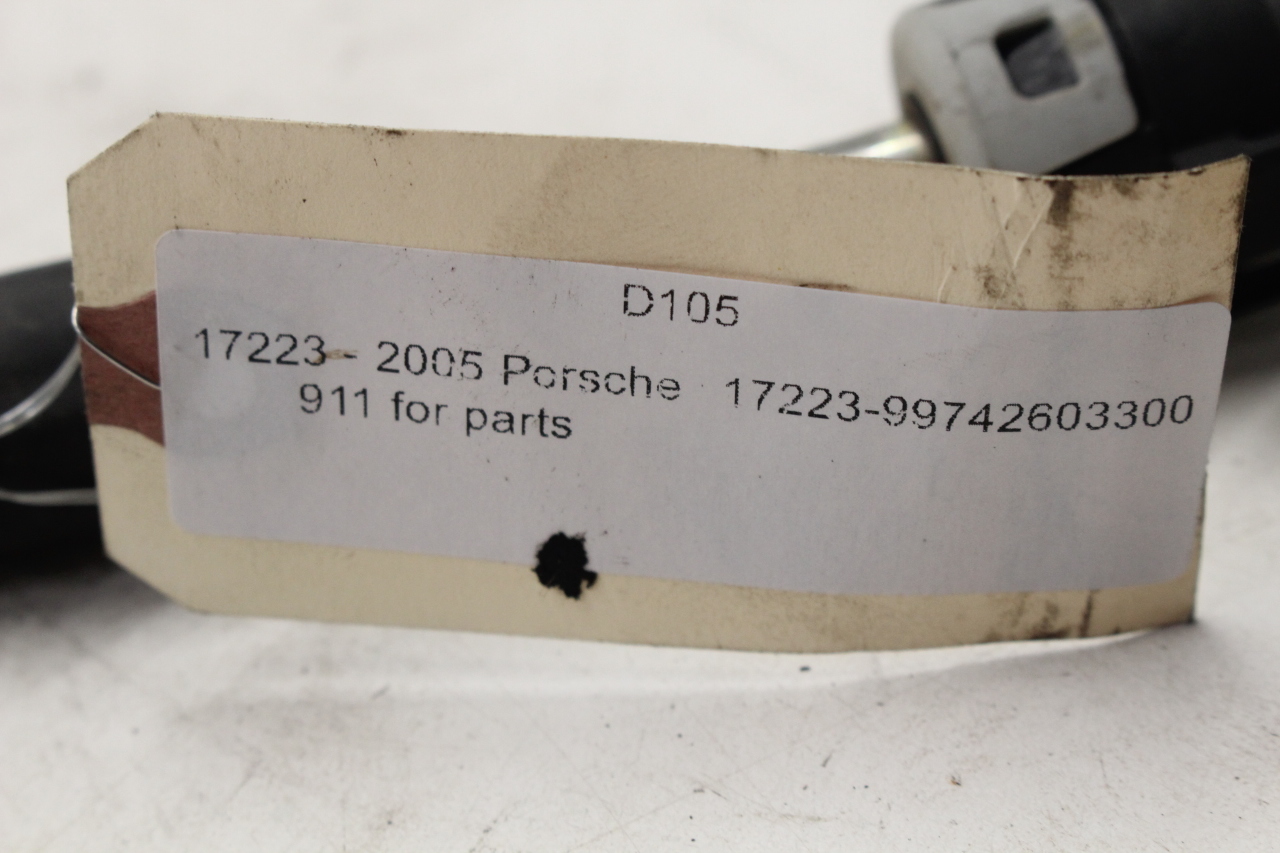 D105
17223 - 2005 Porsche 17223-99742603300
911 for parts